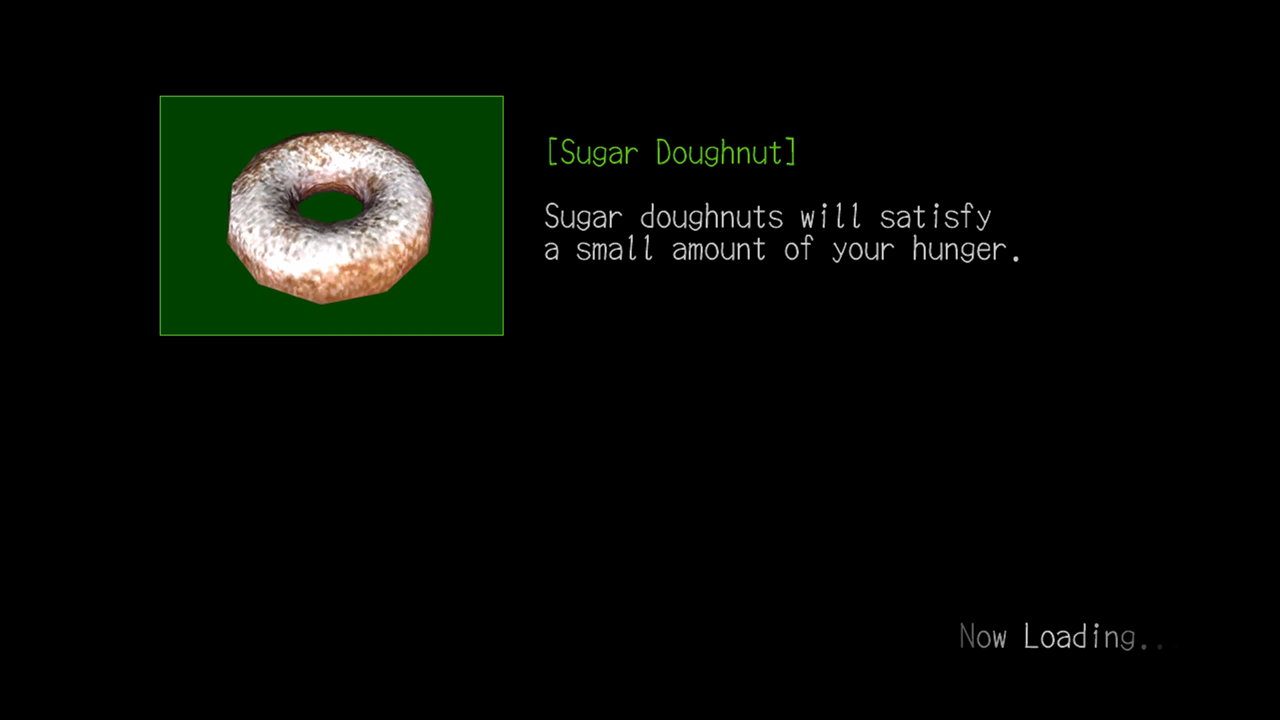 [Sugar Doughnut]
Sugar doughnuts will satisfy
a small amount of your hunger.
Now Loading...